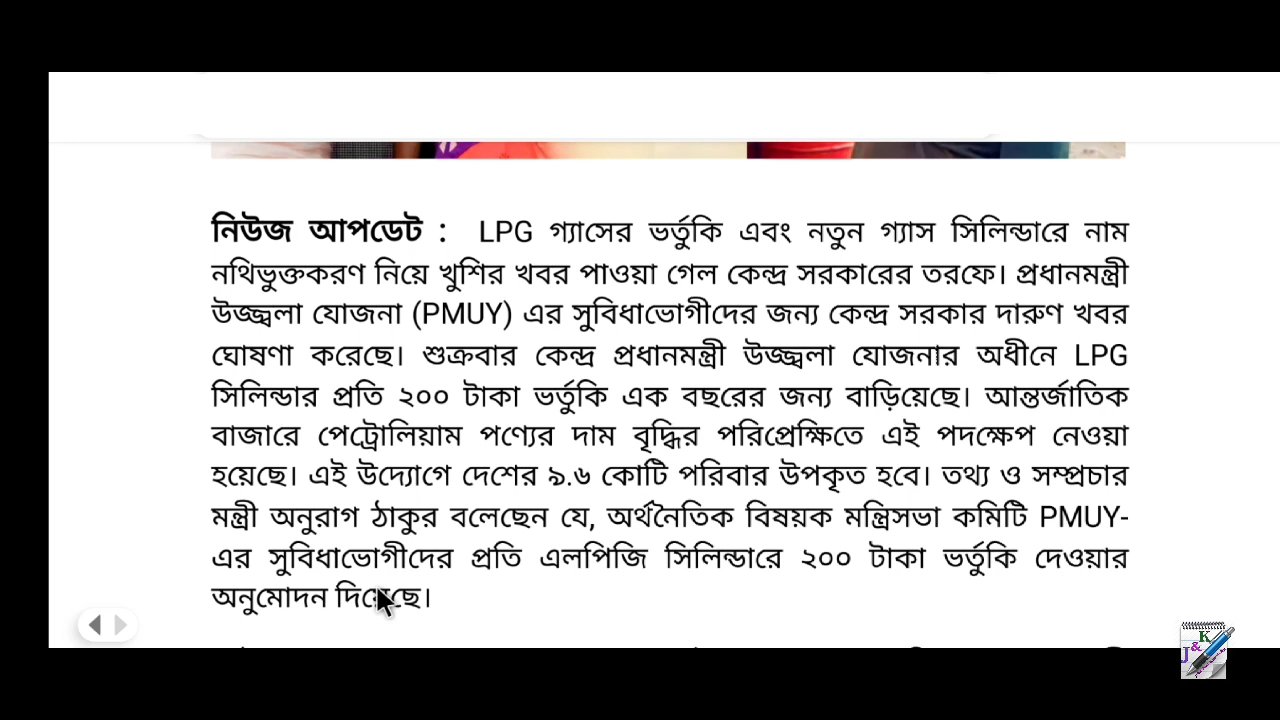 নিউজ আপডেট : LPG গ্যাসের ভর্তুকি এবং নতুন গ্যাস সিলিন্ডারে নাম
নথিভুক্তকরণ নিয়ে খুশির খবর পাওয়া গেল কেন্দ্র সরকারের তরফে। প্রধানমন্ত্রী
উজ্জ্বলা যোজনা (PMUY) এর সুবিধাভোগীদের জন্য কেন্দ্র সরকার দারুণ খবর
ঘোষণা করেছে। শুক্রবার কেন্দ্র প্রধানমন্ত্রী উজ্জ্বলা যোজনার অধীনে LPG
সিলিন্ডার প্রতি ২০০ টাকা ভর্তুকি এক বছরের জন্য বাড়িয়েছে। আন্তর্জাতিক
বাজারে পেট্রোলিয়াম পণ্যের দাম বৃদ্ধির পরিপ্রেক্ষিতে এই পদক্ষেপ নেওয়া
হয়েছে। এই উদ্যোগে দেশের ৯.৬ কোটি পরিবার উপকৃত হবে। তথ্য ও সম্প্রচার
মন্ত্রী অনুরাগ ঠাকুর বলেছেন যে, অর্থনৈতিক বিষয়ক মন্ত্রিসভা কমিটি PMUY-
এর সুবিধাভোগীদের প্রতি এলপিজি সিলিন্ডারে ২০০ টাকা ভর্তুকি দেওয়ার
অনুমোদন দিয়েছে।
J&K